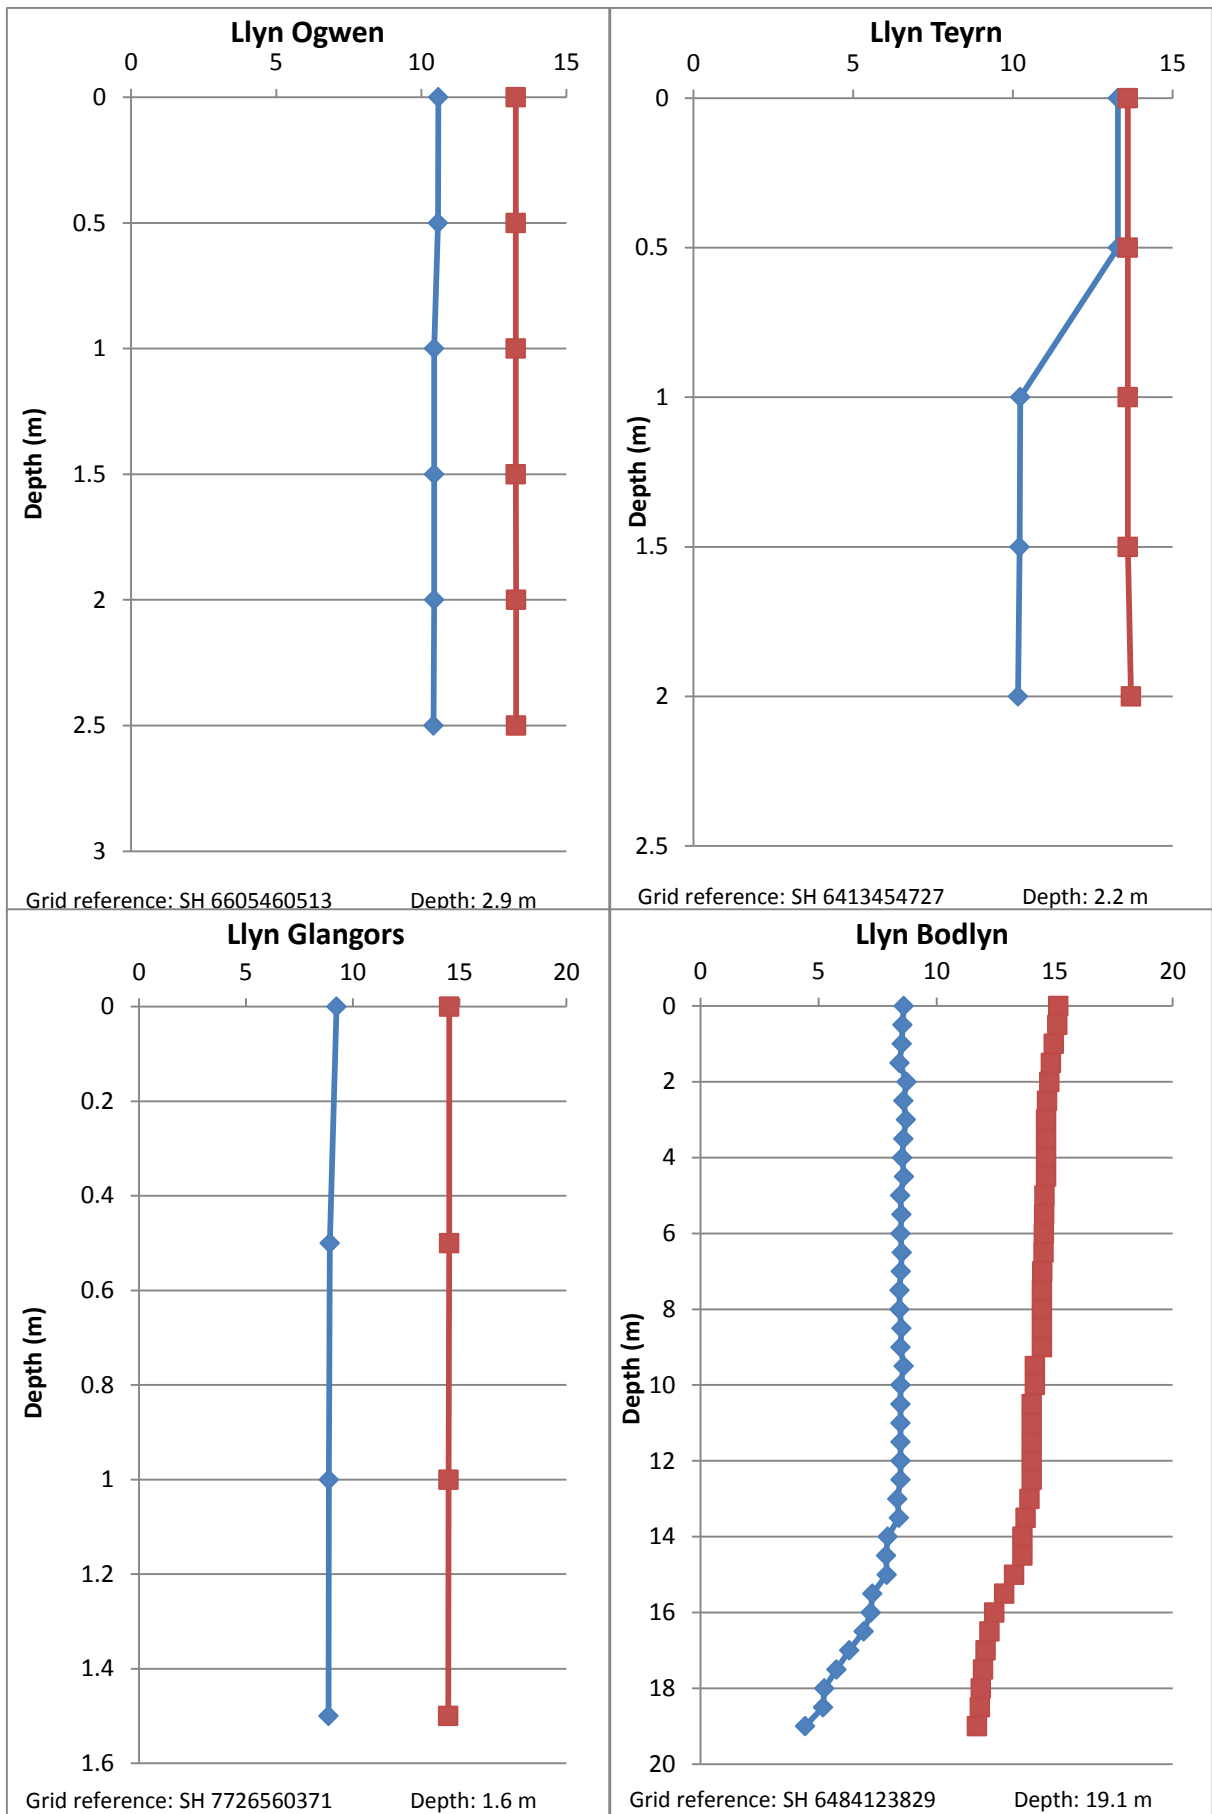 Llyn Ogwen
0 5 10 15
0
0.5
1
1.5
2
2.5
3
Depth (m)
Grid reference: SH 6605460513 Depth: 2.9 m
Llyn Teyrn
0 5 10 15
0
0.5
1
1.5
2
2.5
Depth (m)
Grid reference: SH 6413454727 Depth: 2.2 m
Llyn Glangors
0 5 10 15 20
0
0.2
0.4
0.6
0.8
1
1.2
1.4
1.6
Depth (m)
Grid reference: SH 7726560371 Depth: 1.6 m
Llyn Bodlyn
0 5 10 15 20
0
2
4
6
8
10
12
14
16
18
20
Depth (m)
Grid reference: SH 6484123829 Depth: 19.1 m